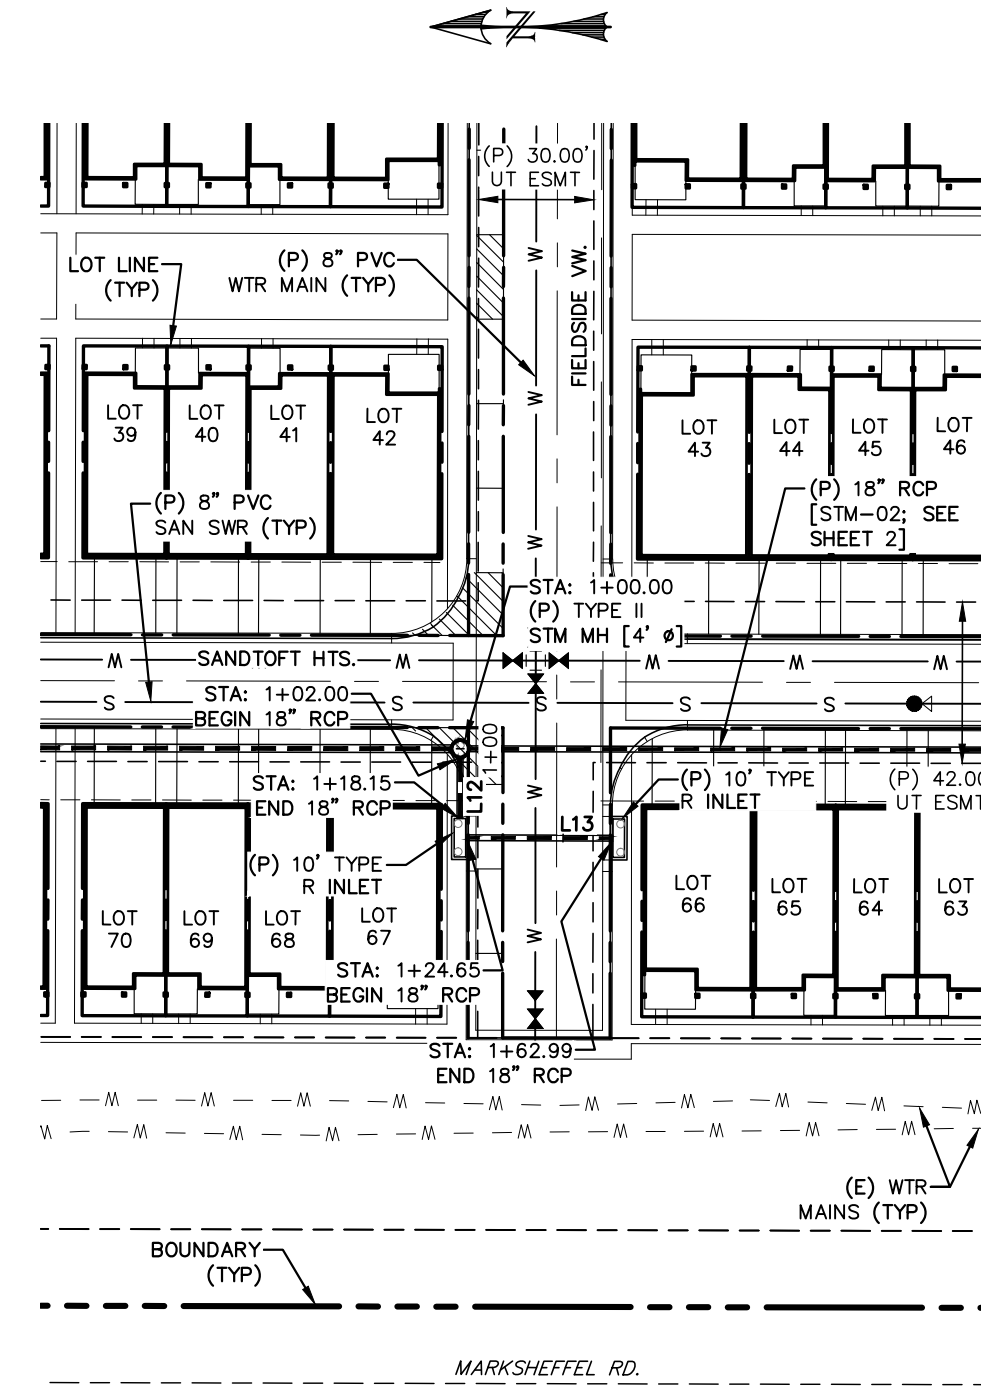 Z
(P) 30.00'
UT ESMT
LOT LINE
(TYP)
(P) 8" PVC
WTR MAIN (TYP)
W
FIELDSIDE VW.
W
LOT
39
LOT
40
LOT
41
LOT
42
LOT
43
LOT
44
LOT
45
LOT
46
(P) 8" PVC
SAN SWR (TYP)
(P) 18" RCP
[STM-02; SEE
SHEET 2]
W
STA: 1+00.00
(P) TYPE II
STM MH [4' ø]
W
SANDTOFT HTS.
W
W
W
W
S
STA: 1+02.00
BEGIN 18" RCP
S
S
S
S
1+00
STA: 1+18.15
END 18" RCP
L12
W
(P) 10' TYPE
R INLET
(P) 42.00
UT ESMT
L13
(P) 10' TYPE
R INLET
LOT
70
LOT
69
LOT
68
LOT
67
LOT
66
LOT
65
LOT
64
LOT
63
W
STA: 1+24.65
BEGIN 18" RCP
STA: 1+62.99
END 18" RCP
W W W W W W W W W W
W W W W W W W W W W
(E) WTR
MAINS (TYP)
BOUNDARY
(TYP)
MARKSHEFFEL RD.